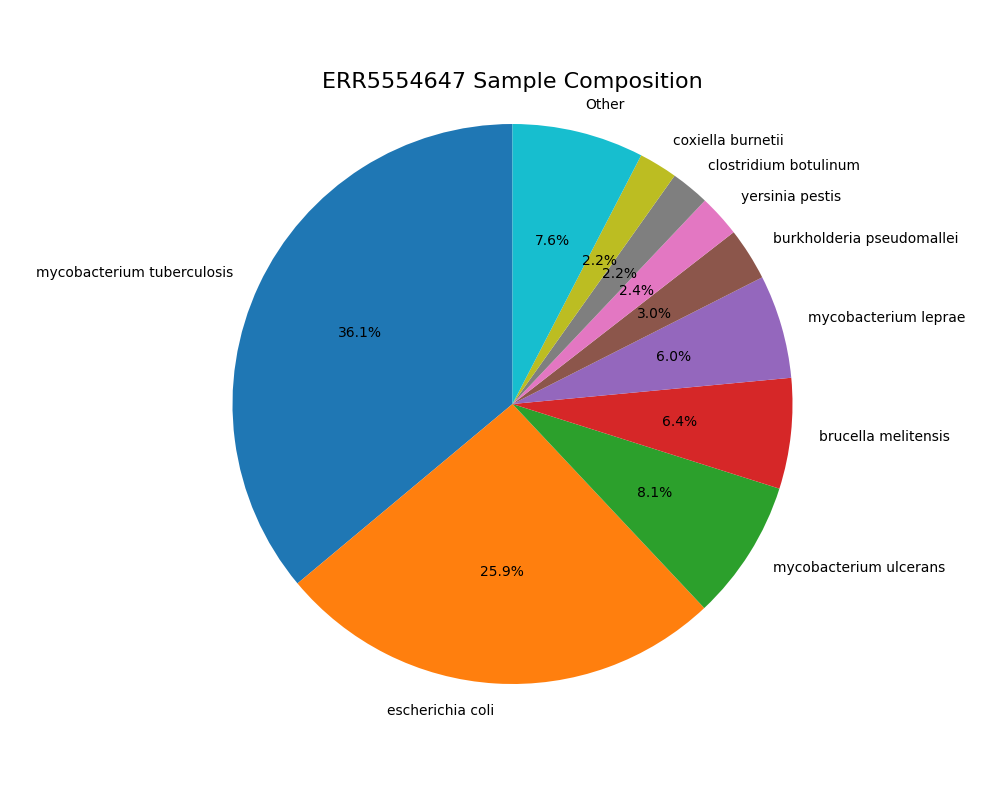 ERR5554647 Sample Composition
Other
coxiella burnetii
clostridium botulinum
yersinia pestis
burkholderia pseudomallei
mycobacterium leprae
brucella melitensis
mycobacterium ulcerans
escherichia coli
mycobacterium tuberculosis
7.6%
2.2%
2.2%
2.4%
3.0%
6.0%
6.4%
8.1%
25.9%
36.1%